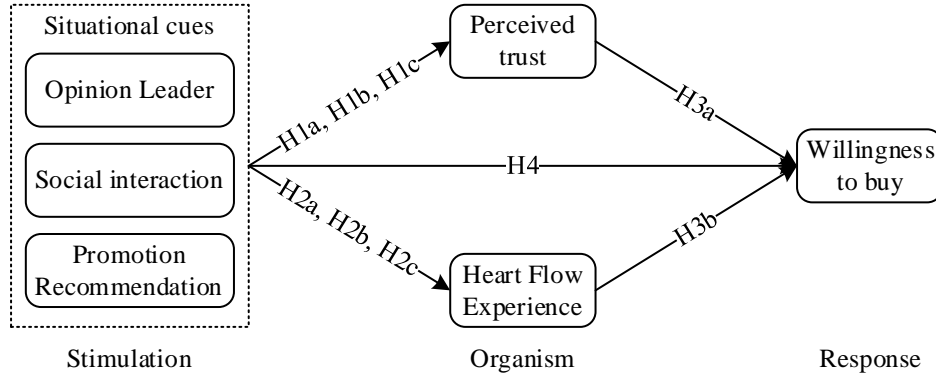 Situational cues
Opinion Leader
Social interaction
Promotion
Recommendation
Stimulation
H1a, H1b, H1c
H4
H2a, H2b, H2c
Perceived
trust
Heart Flow
Experience
Organism
H3a
H3b
Willingness
to buy
Response